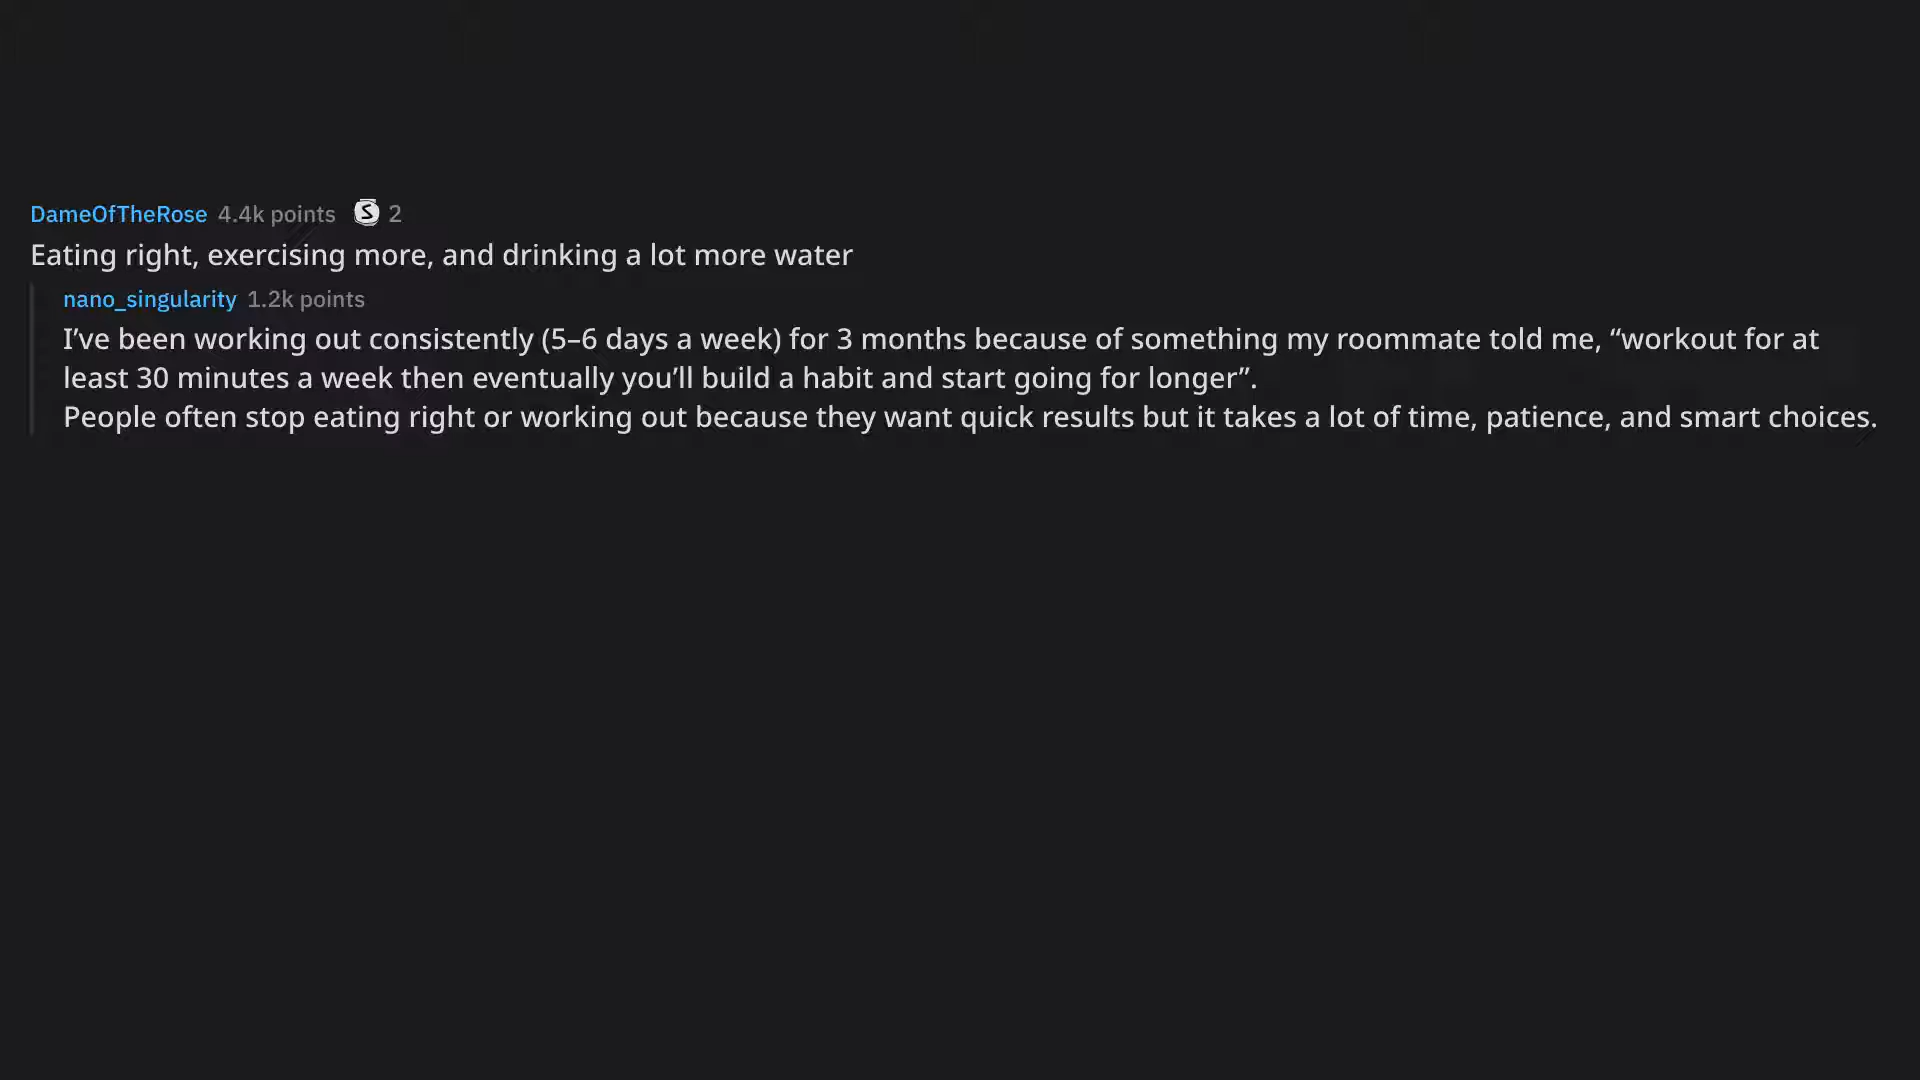 DameOfTheRose 4.4k points S 2
Eating right, exercising more, and drinking a lot more water
nano_singularity 1.2k points
I’ve been working out consistently (5–6 days a week) for 3 months because of something my roommate told me, “workout for at
least 30 minutes a week then eventually you’ll build a habit and start going for longer”.
People often stop eating right or working out because they want quick results but it takes a lot of time, patience, and smart choices.